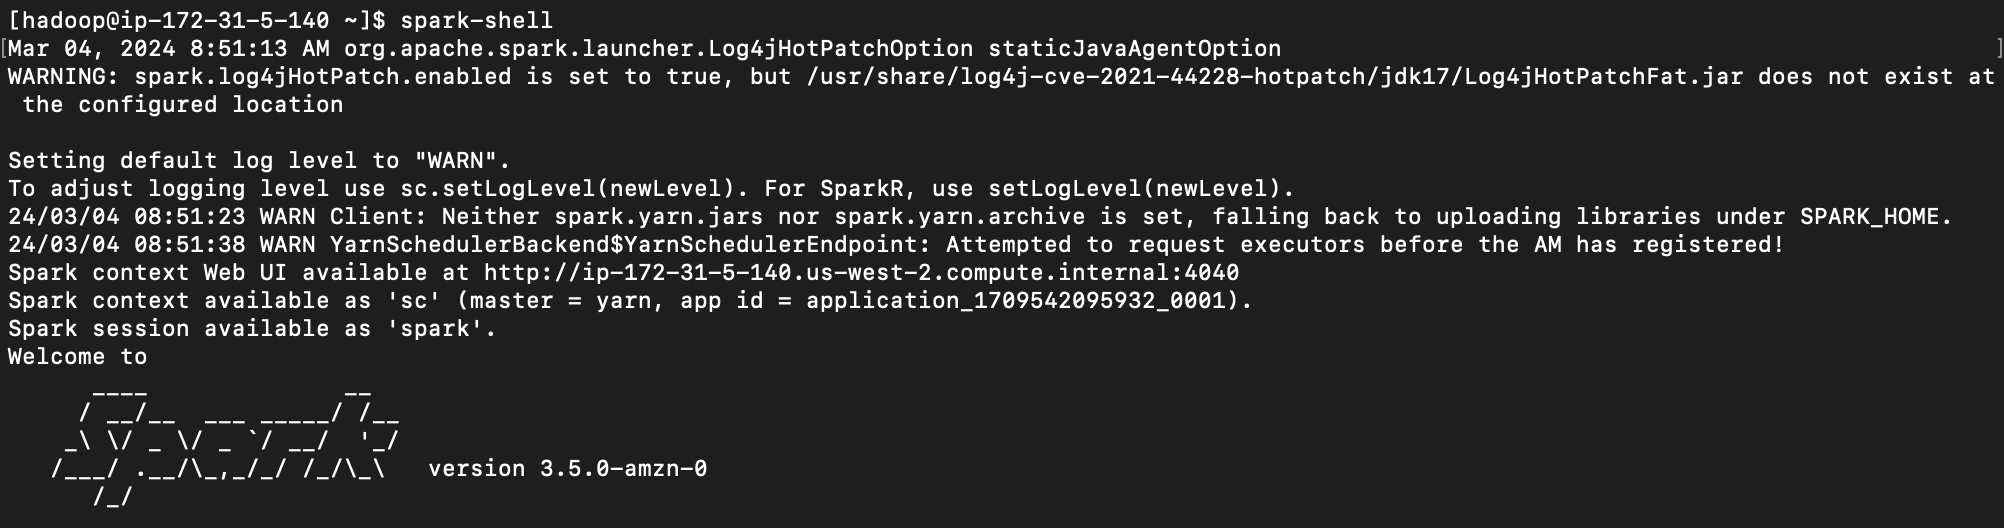 [hadoop@ip-172-31-5-140 ~]$ spark-shell
Mar 04, 2024 8:51:13 AM org.apache.spark.launcher.Log4jHotPatchOption staticJavaAgentOption
WARNING: spark.log4jHotPatch.enabled is set to true, but /usr/share/log4j-cve-2021-44228-hotpatch/jdk17/Log4jHotPatchFat.jar does not exist at
 the configured location

Setting default log level to "WARN".
To adjust logging level use sc.setLogLevel(newLevel). For SparkR, use setLogLevel(newLevel).
24/03/04 08:51:23 WARN Client: Neither spark.yarn.jars nor spark.yarn.archive is set, falling back to uploading libraries under SPARK_HOME.
24/03/04 08:51:38 WARN YarnSchedulerBackend$YarnSchedulerEndpoint: Attempted to request executors before the AM has registered!
Spark context Web UI available at http://ip-172-31-5-140.us-west-2.compute.internal:4040
Spark context available as 'sc' (master = yarn, app id = application_1709542095932_0001).
Spark session available as 'spark'.
Welcome to
      ____              __
     / __/__  ___ _____/ /__
    _\ \/ _ \/ _ `/ __/  '_/
   /___/ .__/\_,_/_/ /_/\_\   version 3.5.0-amzn-0
      /_/